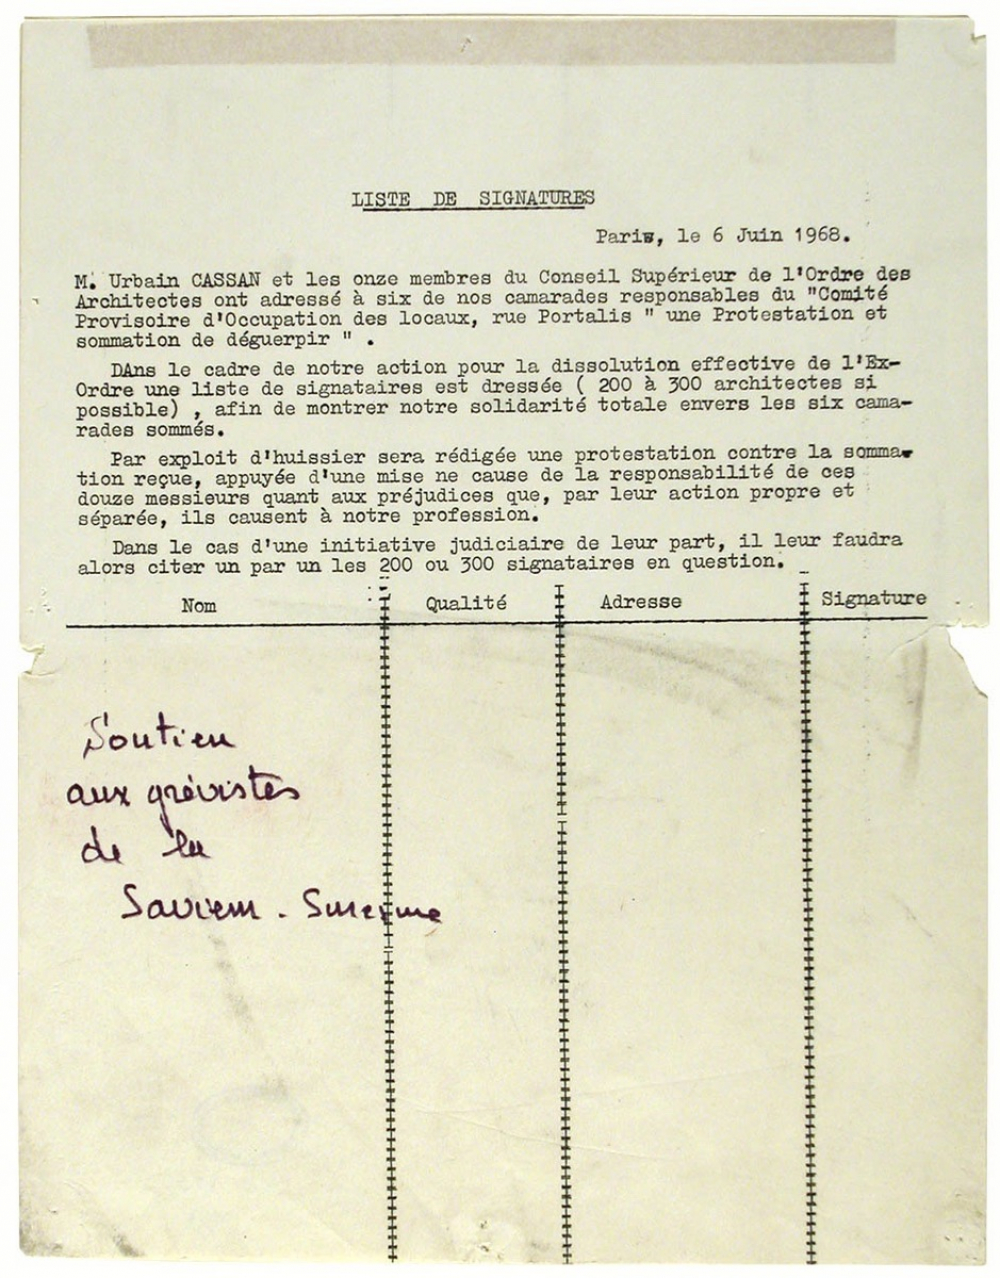 LISTE DE SIGNATURES
Paris, le 6 Juin 1968.
M. Urbain CASSAN et les onze membres du Conseil Supérieur de l'Ordre des
Architectes ont adressé à six de nos camarades responsables du "Comité
Provisoire d'Occupation des locaux, rue Portalis " une Protestation et
sommation de déguerpir " .
DAns le cadre de notre action pour la dissolution effective de l'Ex-
Ordre une liste de signataires est dressée ( 200 à 300 architectes si
possible) , afin de montrer notre solidarité totale envers les six cama-
rades sommés.
Par exploit d'huissier sera rédigée une protestation contre la somma-
tion reçue, appuyée d'une mise ne cause de la responsabilité de ces
douze messieurs quant aux préjudices que, par leur action propre et
séparée, ils causent à notre profession.
Dans le cas d'une initiative judiciaire de leur part, il leur faudra
alors citer un par un les 200 ou 300 signataires en question.
Nom Qualité Adresse Signature
Soutien
aux grévistes
de la
Saviem - Suresne